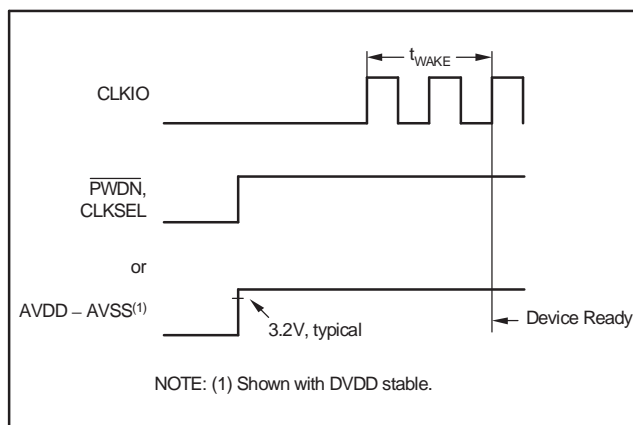 tWAKE
CLKIO
PWDN,
CLKSEL
or
AVDD – AVSS(1)
3.2V, typical
Device Ready
NOTE: (1) Shown with DVDD stable.